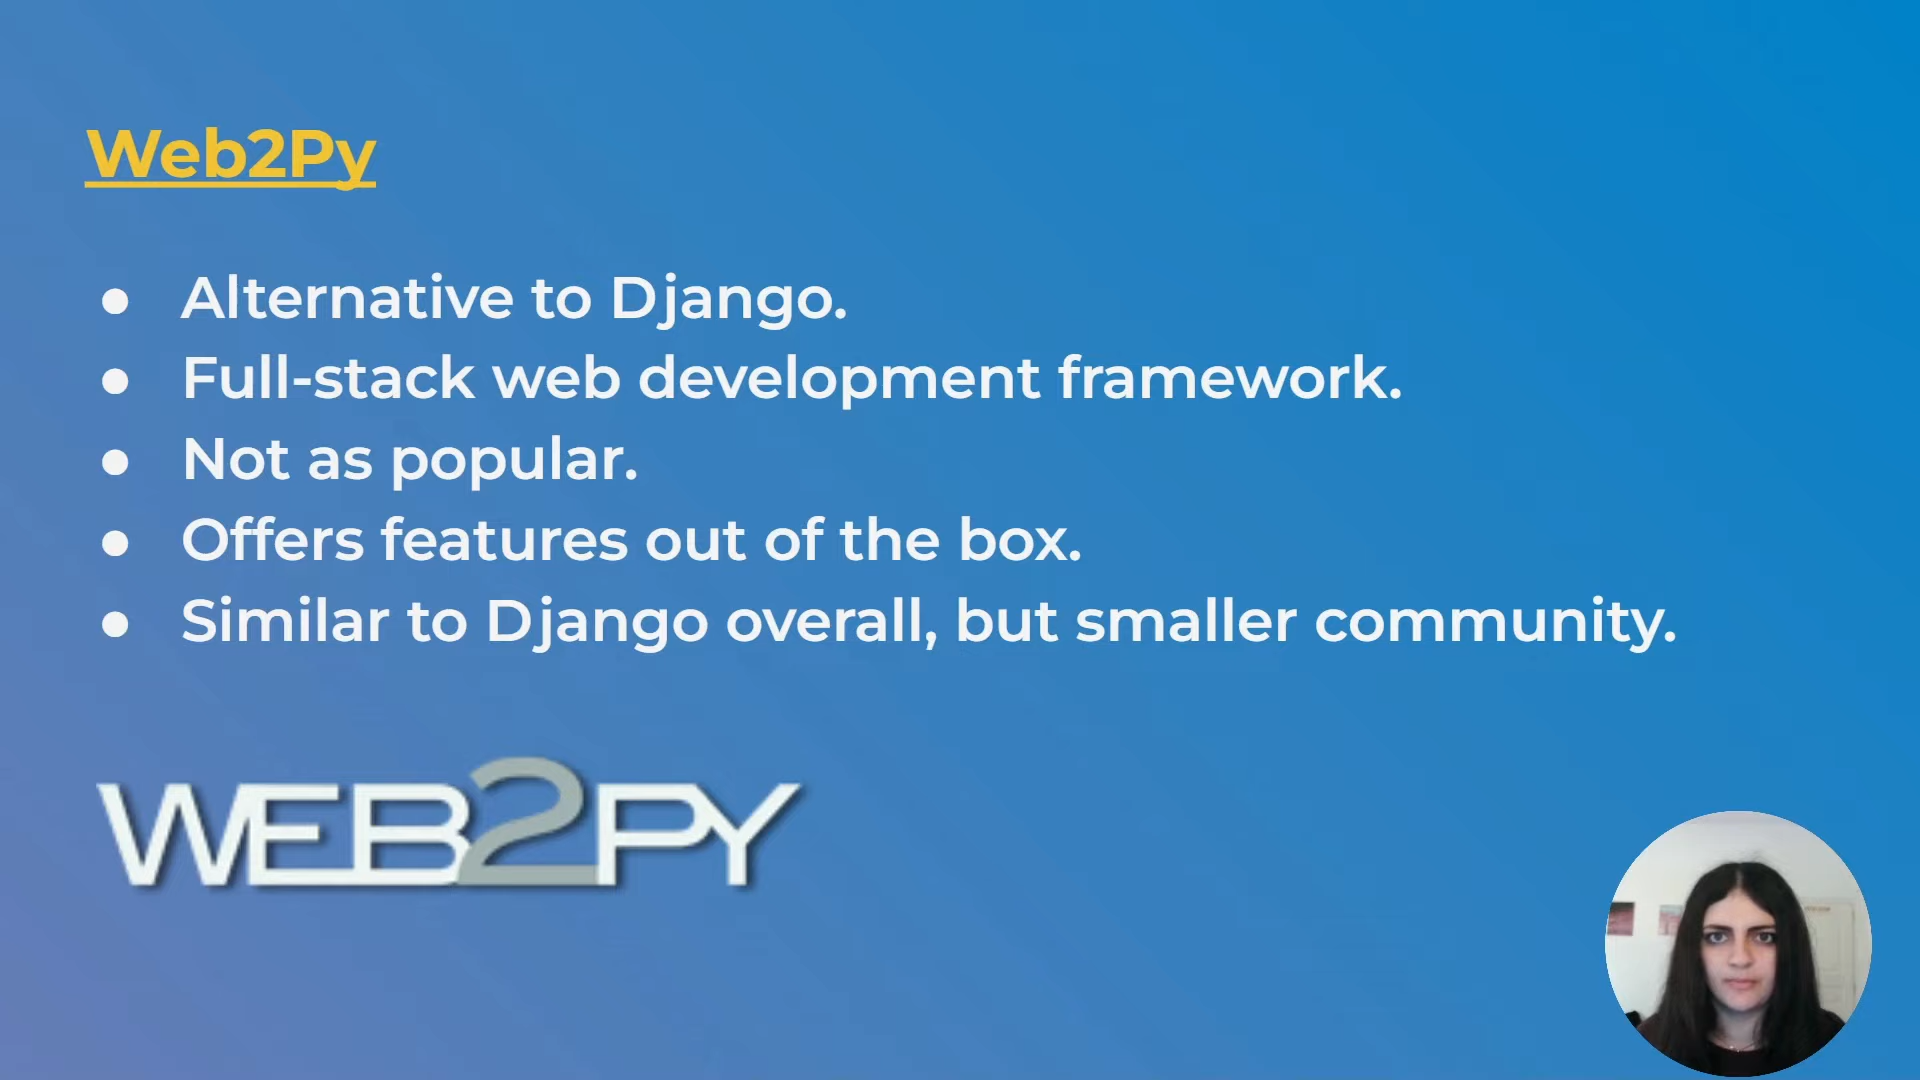 Web2Py
● Alternative to Django.
● Full-stack web development framework.
● Not as popular.
● Offers features out of the box.
● Similar to Django overall, but smaller community.
WEB2PY